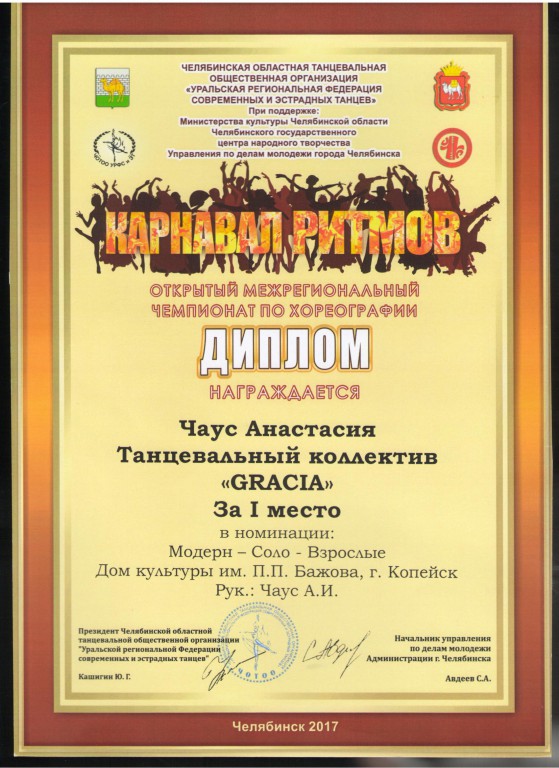 ЧЕЛЯБИНСКАЯ ОБЛАСТНАЯ ТАНЦЕВАЛЬНАЯ
ОБЩЕСТВЕННАЯ ОРГАНИЗАЦИЯ
«УРАЛЬСКАЯ РЕГИОНАЛЬНАЯ ФЕДЕРАЦИЯ
СОВРЕМЕННЫХ И ЭСТРАДНЫХ ТАНЦЕВ»
При поддержке:
Министерства культуры Челябинской области
Челябинского государственного
центра народного творчества
Управления по делам молодежи города Челябинска
КАРНАВАЛ РИТМОВ
ОТКРЫТЫЙ МЕЖРЕГИОНАЛЬНЫЙ
ЧЕМПИОНАТ ПО ХОРЕОГРАФИИ
ДИПЛОМ
НАГРАЖДАЕТСЯ
Чаус Анастасия
Танцевальный коллектив
«GRACIA»
За I место
в номинации:
Модерн – Соло - Взрослые
Дом культуры им. П.П. Бажова, г. Копейск
Рук.: Чаус А.И.
Президент Челябинской областной
танцевальной общественной организации
"Уральской региональной Федерации
современных и эстрадных танцев"
Кашигин Ю. Г.
Начальник управления
по делам молодежи
Администрации г. Челябинска
Авдеев С.А.
Челябинск 2017